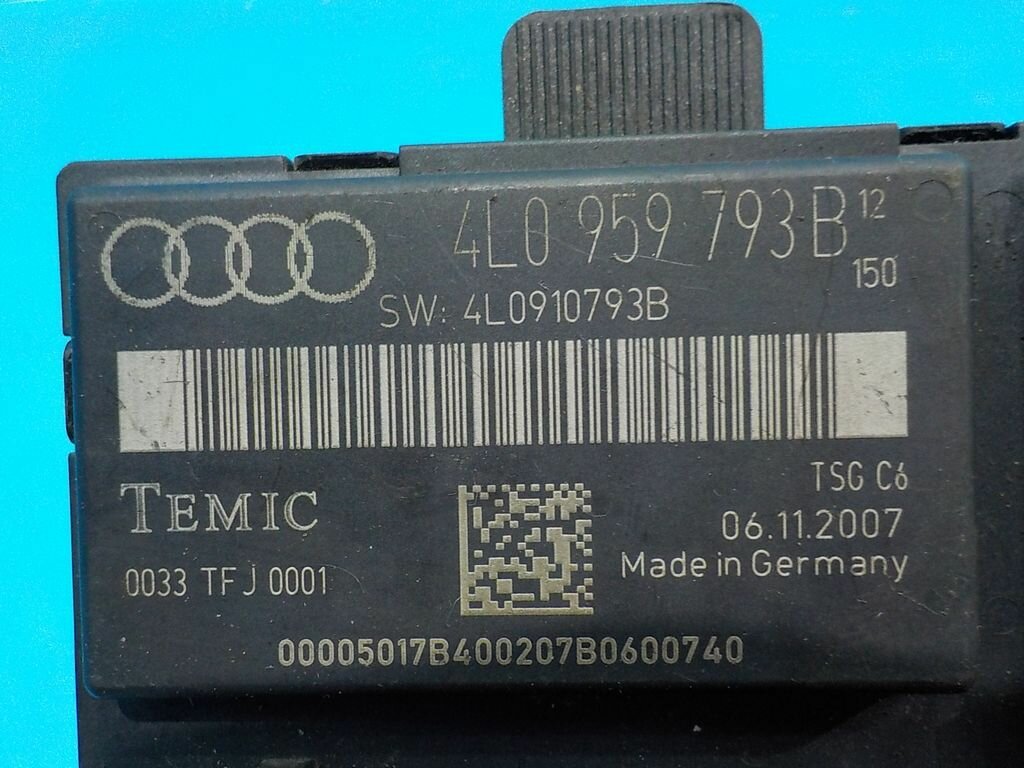 4L0 959 793B 12
150
SW: 4L0910793B
TEMIC
TSG C6
06.11.2007
Made in Germany
0033 TFJ 0001
00005017B400207B0600740